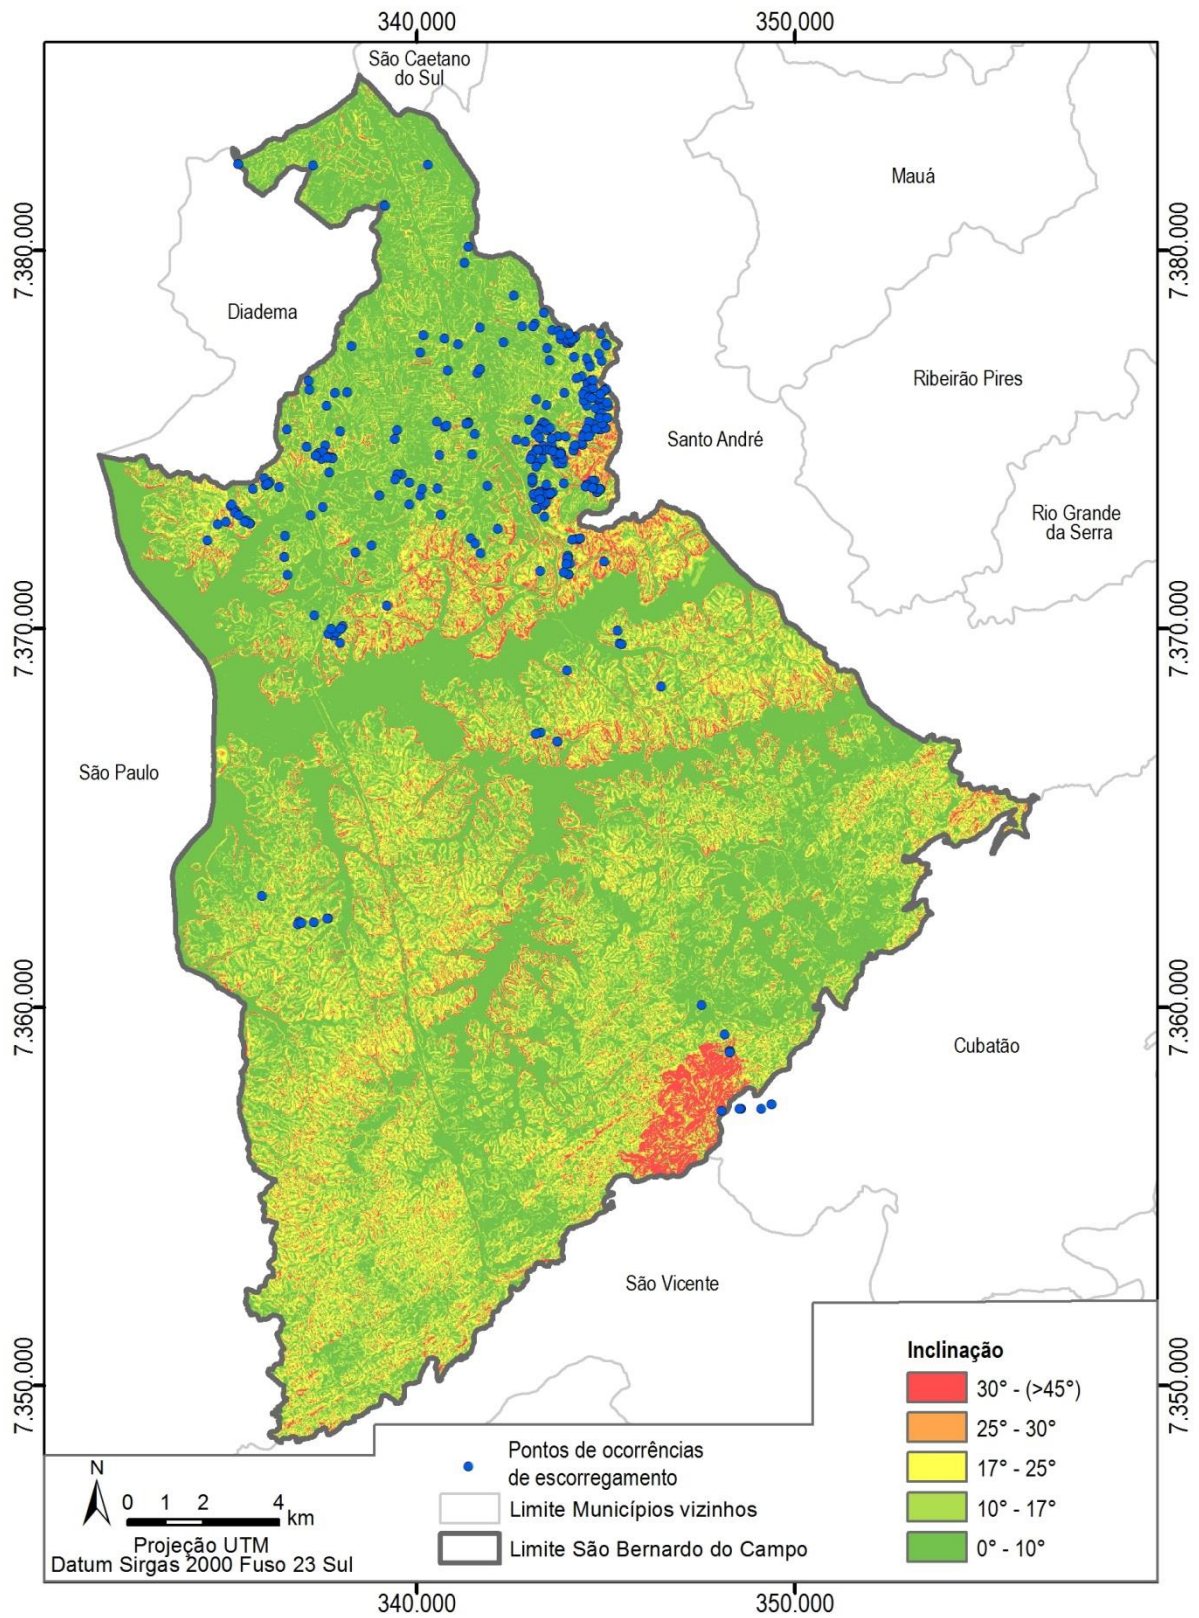 340.000
350.000
São Caetano
do Sul
Mauá
7.380.000
7.380.000
Diadema
Ribeirão Pires
Santo André
Rio Grande
da Serra
7.370.000
7.370.000
São Paulo
7.360.000
7.360.000
Cubatão
São Vicente
7.350.000
7.350.000
Inclinação
30° - (>45°)
25° - 30°
17° - 25°
10° - 17°
0° - 10°
Pontos de ocorrências
de escorregamento
Limite Municípios vizinhos
Limite São Bernardo do Campo
N
0 1 2 4
km
Projeção UTM
Datum Sirgas 2000 Fuso 23 Sul
340.000
350.000